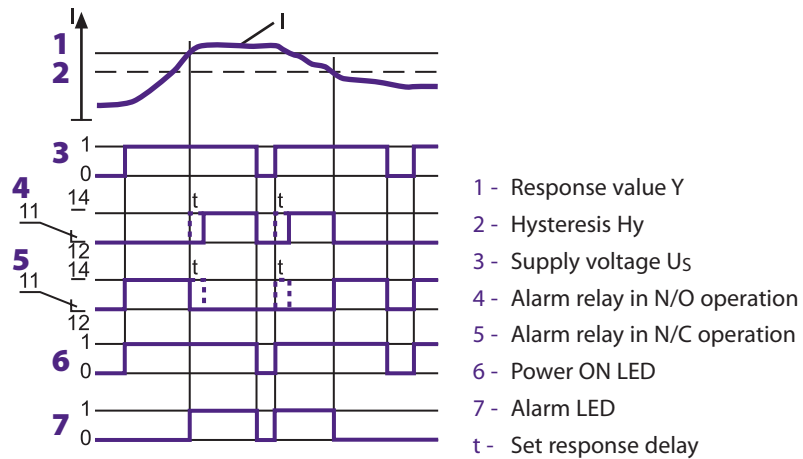 I
I
1
2
3
1
0
4
14
t
t
11
12
5
14
t
t
11
12
6
1
0
7
1
0
1 - Response value Y
2 - Hysteresis Hy
3 - Supply voltage Us
4 - Alarm relay in N/O operation
5 - Alarm relay in N/C operation
6 - Power ON LED
7 - Alarm LED
t - Set response delay